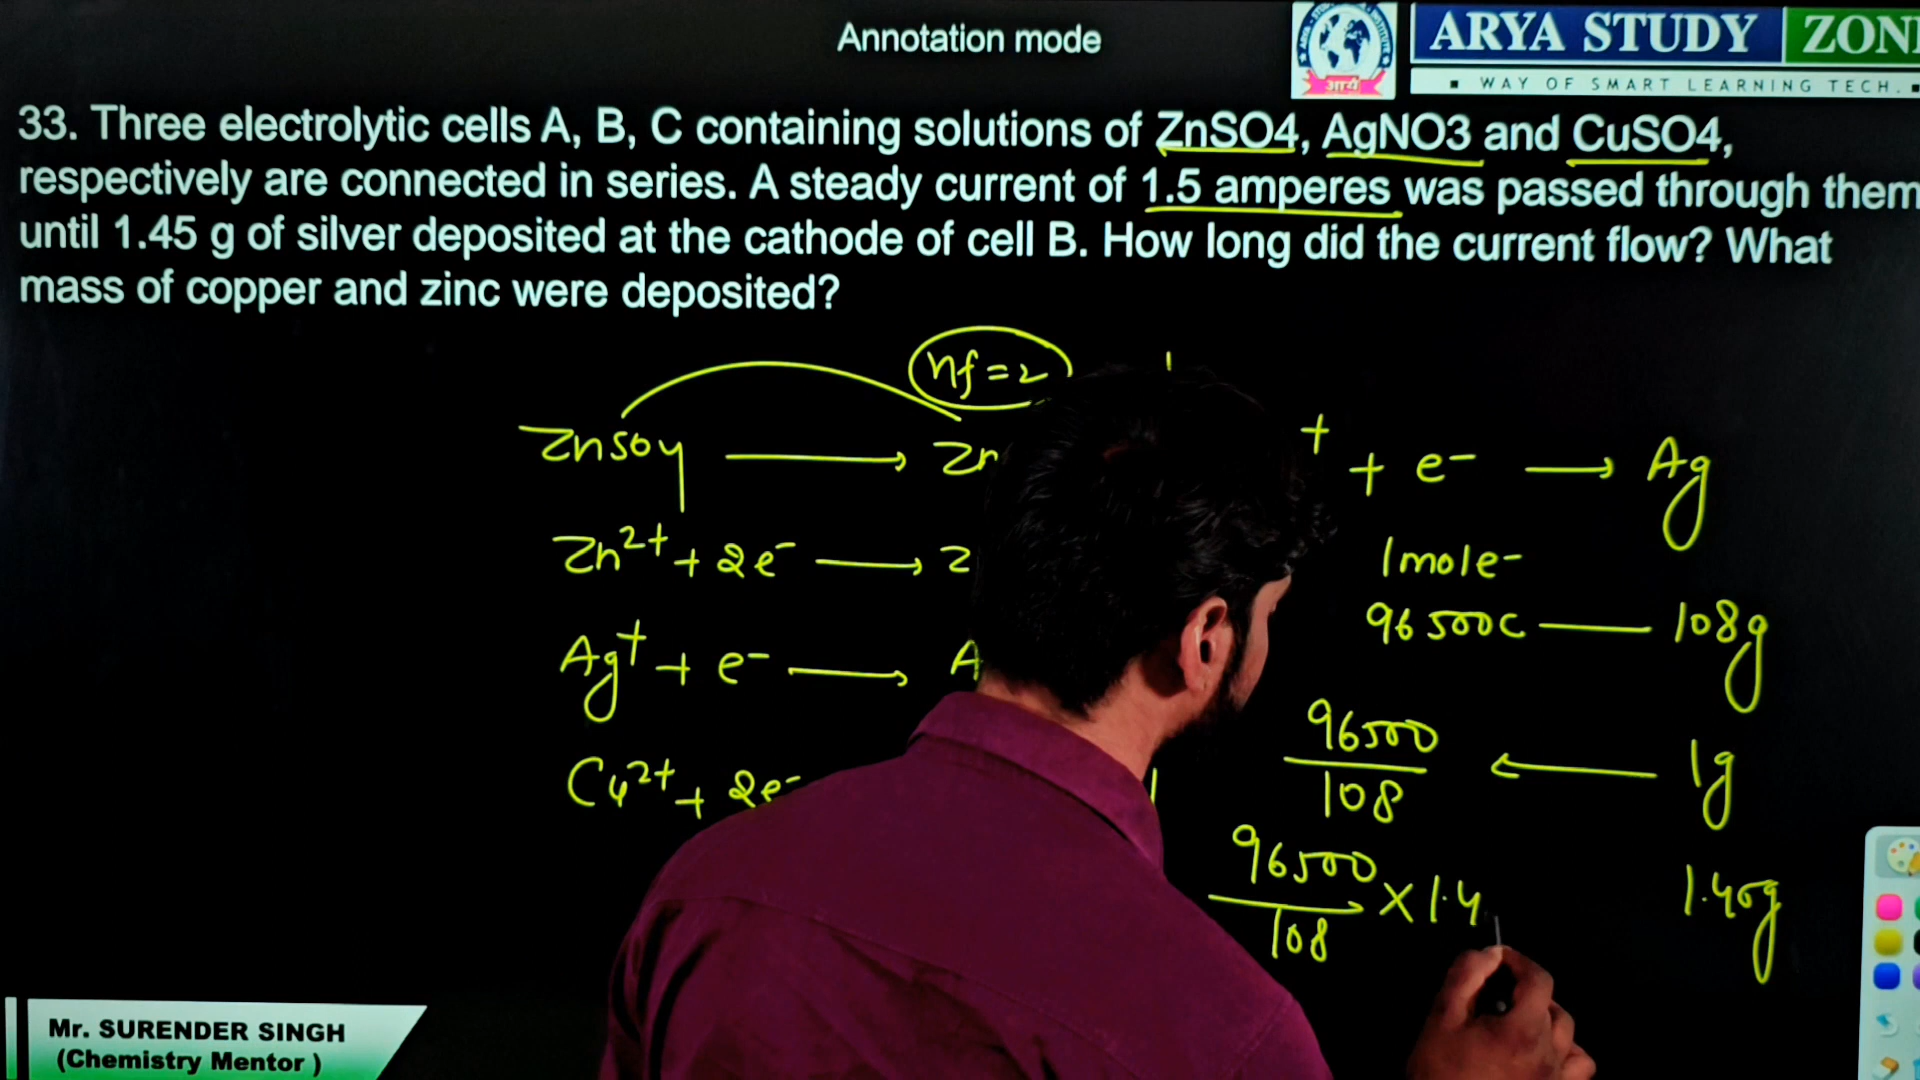 Annotation mode
ARYA STUDY ZON
WAY OF SMART LEARNING TECH.
आर्य
33. Three electrolytic cells A, B, C containing solutions of ZnSO4, AgNO3 and CuSO4,
respectively are connected in series. A steady current of 1.5 amperes was passed through them
until 1.45 g of silver deposited at the cathode of cell B. How long did the current flow? What
mass of copper and zinc were deposited?
nf=2
ZnSO4 ⟶ Zn
+ + e⁻ ⟶ Ag
1mole-
Zn²⁺ + 2e⁻ ⟶ Z
96500C — 108g
Ag⁺ + e⁻ ⟶ A
96500/108 ⟵ 1g
Cu²⁺ + 2e⁻
96500/108 × 1.4
1.45g
Mr. SURENDER SINGH
(Chemistry Mentor )